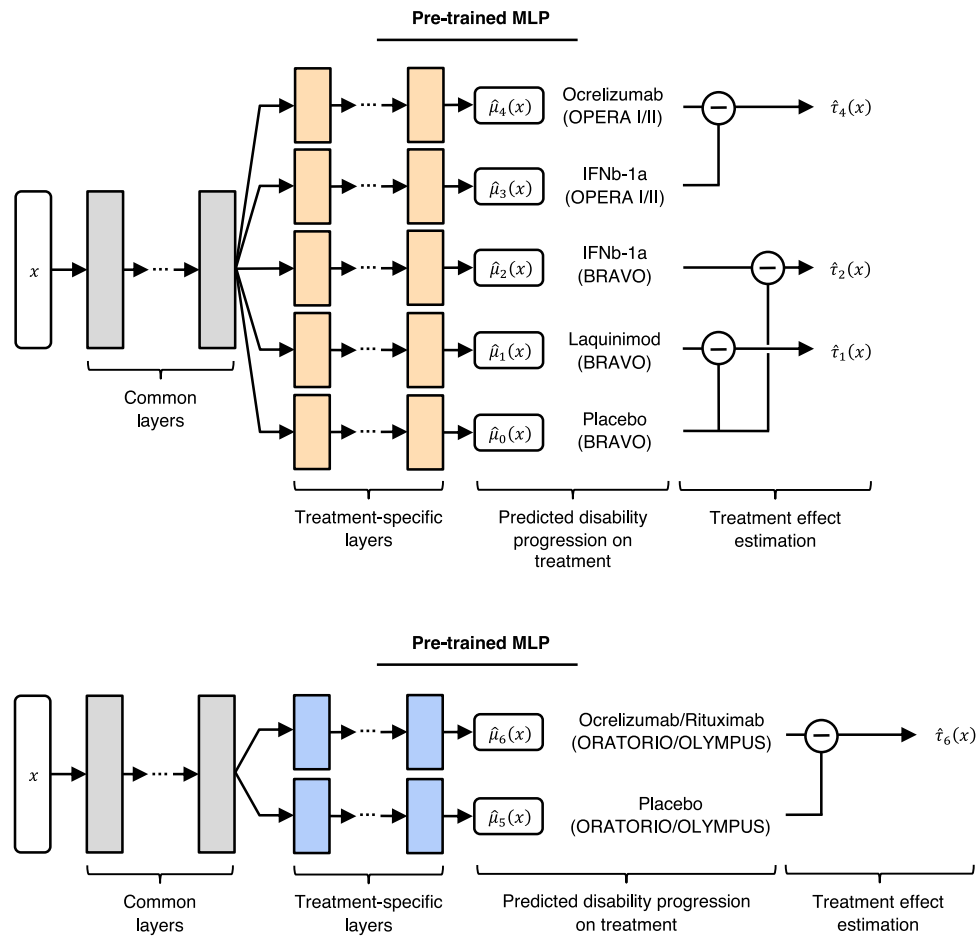 Pre-trained MLP
x
...
...
μ̂₄(x)
Ocrelizumab
(OPERA I/II)
−
τ̂₄(x)
...
μ̂₃(x)
IFNb-1a
(OPERA I/II)
...
μ̂₂(x)
IFNb-1a
(BRAVO)
−
τ̂₂(x)
...
μ̂₁(x)
Laquinimod
(BRAVO)
−
τ̂₁(x)
...
μ̂₀(x)
Placebo
(BRAVO)
Common
layers
Treatment-specific
layers
Predicted disability
progression on
treatment
Treatment effect
estimation
Pre-trained MLP
x
...
...
μ̂₆(x)
Ocrelizumab/Rituximab
(ORATORIO/OLYMPUS)
−
τ̂₆(x)
...
μ̂₅(x)
Placebo
(ORATORIO/OLYMPUS)
Common
layers
Treatment-specific
layers
Predicted disability progression
on treatment
Treatment effect
estimation